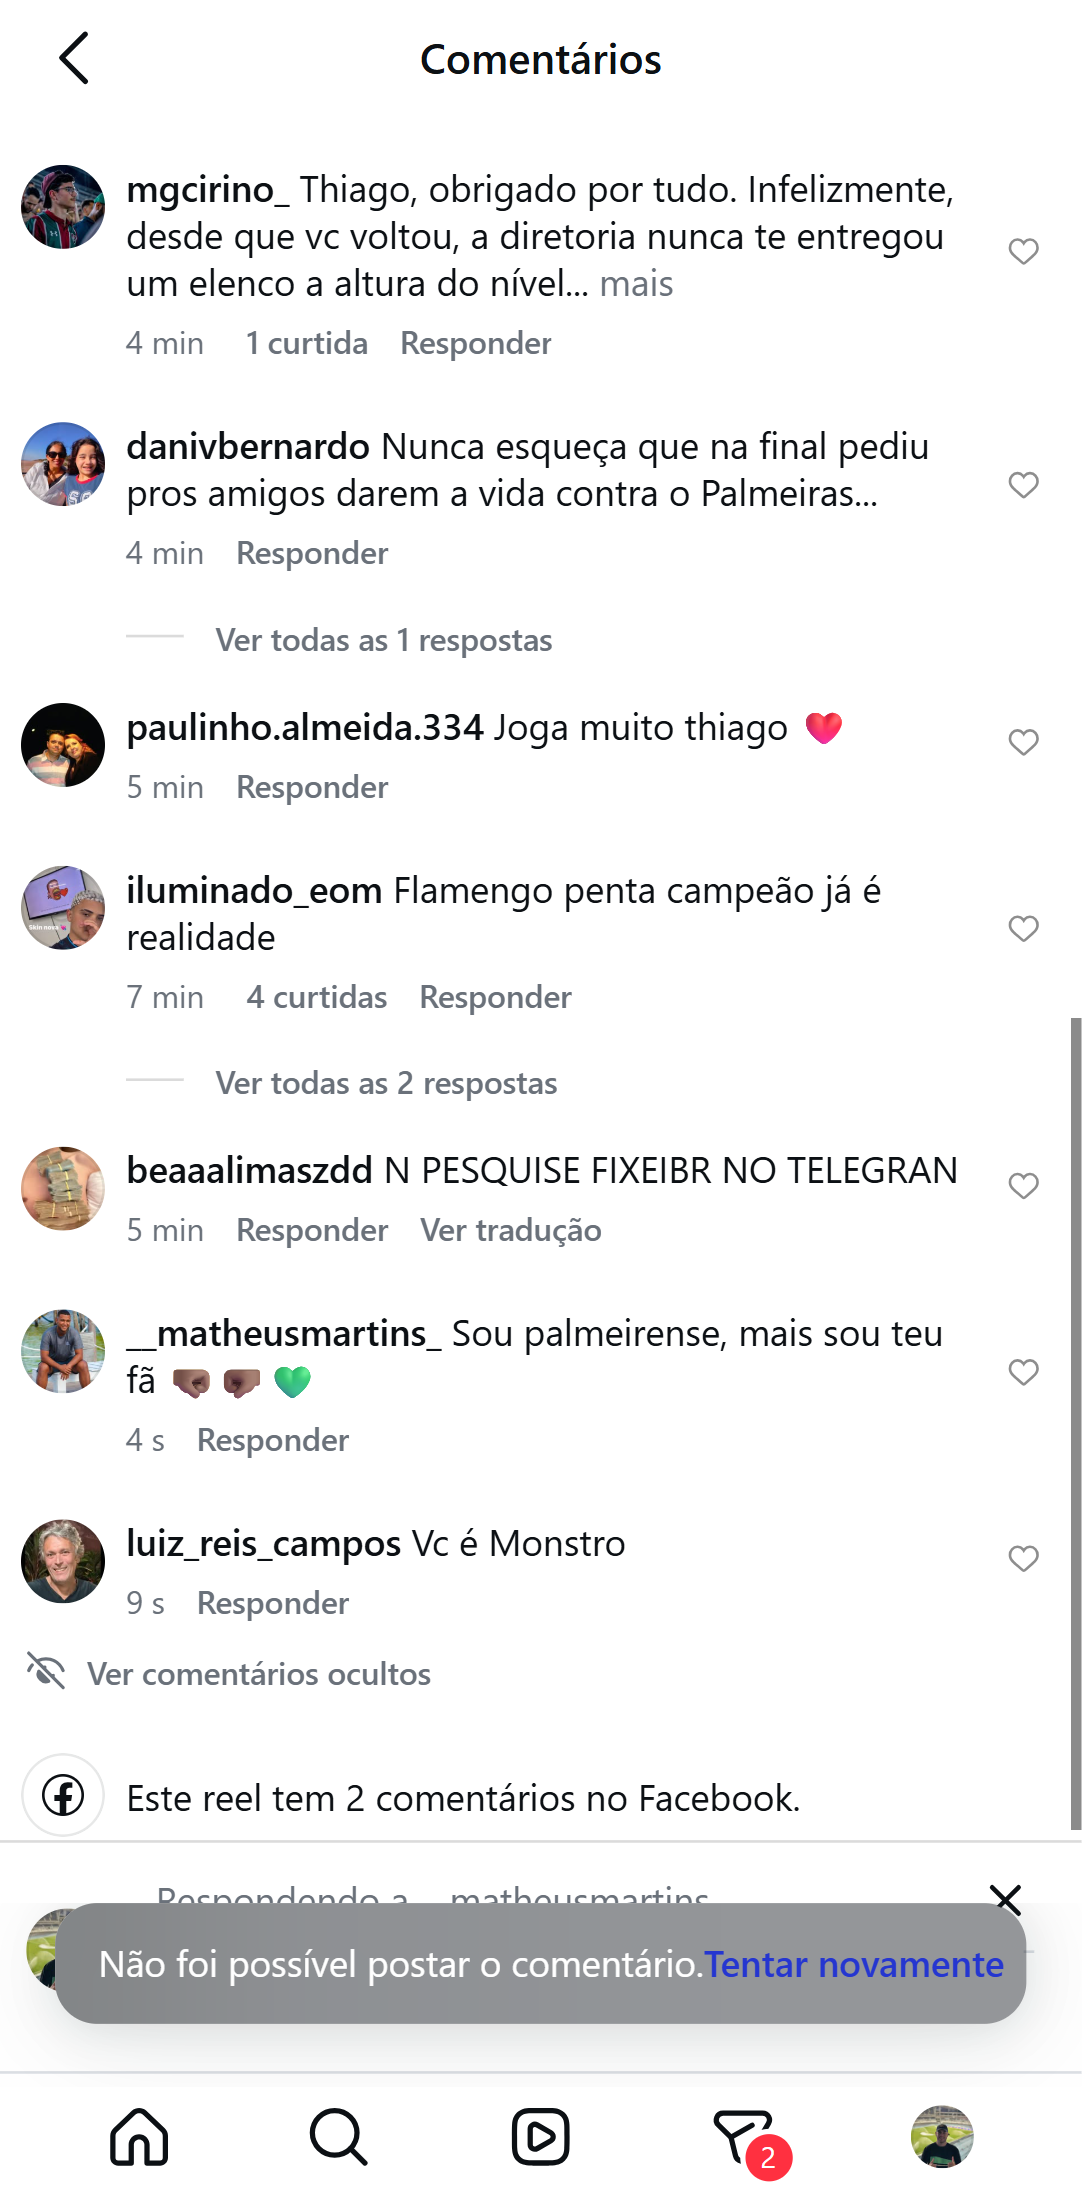 Comentários
mgcirino_ Thiago, obrigado por tudo. Infelizmente,
desde que vc voltou, a diretoria nunca te entregou
um elenco a altura do nível... mais
4 min 1 curtida Responder
danivbernardo Nunca esqueça que na final pediu
pros amigos darem a vida contra o Palmeiras...
4 min Responder
Ver todas as 1 respostas
paulinho.almeida.334 Joga muito thiago ❤️
5 min Responder
iluminado_eom Flamengo penta campeão já é
realidade
7 min 4 curtidas Responder
Ver todas as 2 respostas
beaaalimaszdd N PESQUISE FIXEIBR NO TELEGRAN
5 min Responder Ver tradução
__matheusmartins_ Sou palmeirense, mais sou teu
fã 🤜🏾🤛🏾💚
4 s Responder
luiz_reis_campos Vc é Monstro
9 s Responder
Ver comentários ocultos
Este reel tem 2 comentários no Facebook.
Respondendo a __matheusmartins_
Não foi possível postar o comentário.Tentar novamente
2